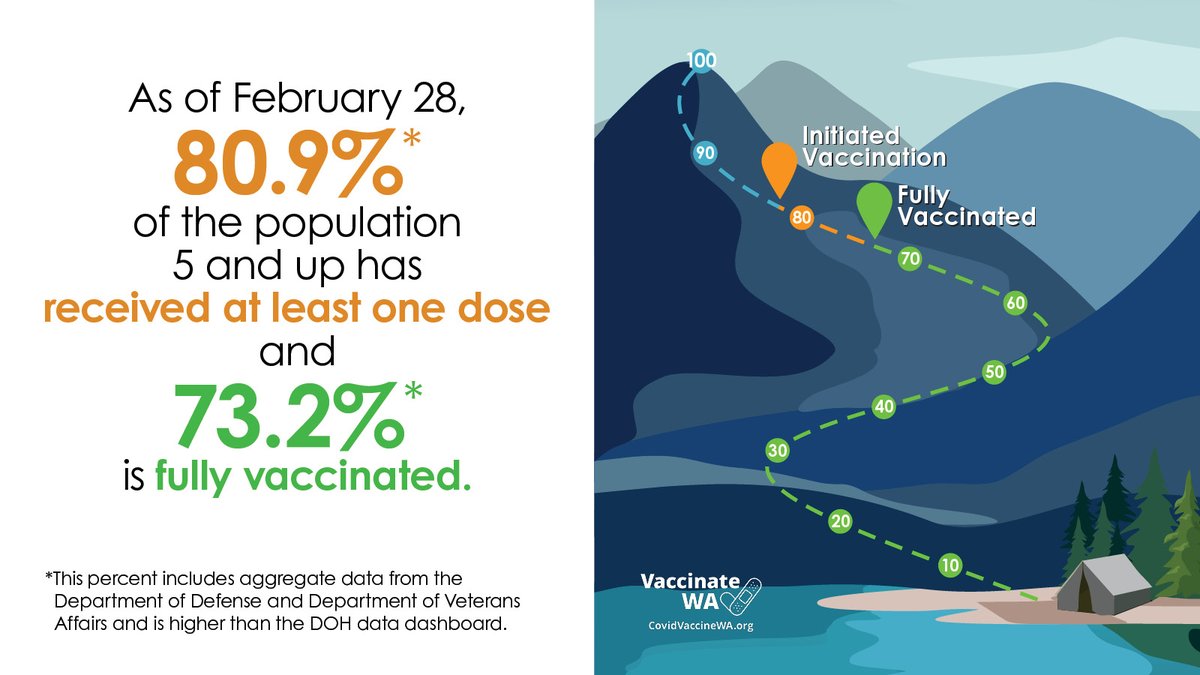 As of February 28,
80.9%*
of the population
5 and up has
received at least one dose
and
73.2%*
is fully vaccinated.
*This percent includes aggregate data from the
Department of Defense and Department of Veterans
Affairs and is higher than the DOH data dashboard.
100
90
Initiated
Vaccination
80
Fully
Vaccinated
70
60
50
40
30
20
10
Vaccinate
WA
CovidVaccineWA.org